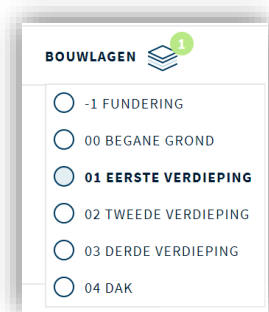 BOUWLAGEN 1
-1 FUNDERING
00 BEGANE GROND
01 EERSTE VERDIEPING
02 TWEEDE VERDIEPING
03 DERDE VERDIEPING
04 DAK